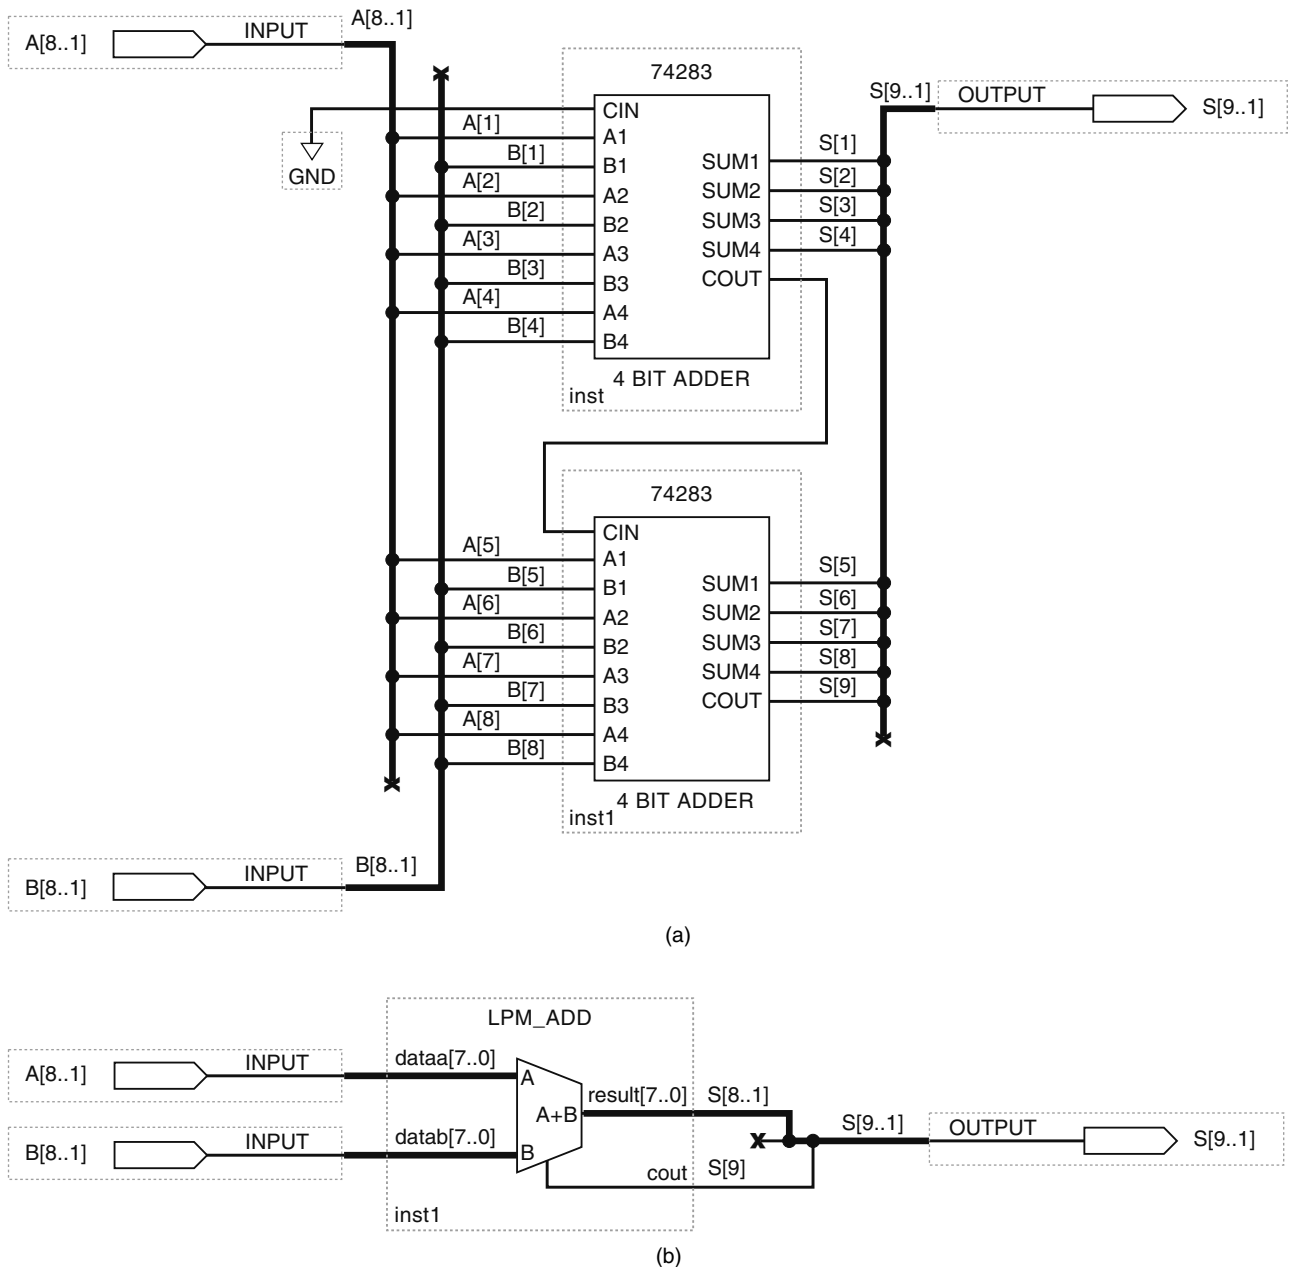 A[8..1] INPUT A[8..1]
74283
S[9..1] OUTPUT S[9..1]
GND
CIN
A[1] A1
B[1] B1
A[2] A2
B[2] B2
A[3] A3
B[3] B3
A[4] A4
B[4] B4
SUM1 S[1]
SUM2 S[2]
SUM3 S[3]
SUM4 S[4]
COUT
4 BIT ADDER
inst
74283
CIN
A[5] A1
B[5] B1
A[6] A2
B[6] B2
A[7] A3
B[7] B3
A[8] A4
B[8] B4
SUM1 S[5]
SUM2 S[6]
SUM3 S[7]
SUM4 S[8]
COUT S[9]
4 BIT ADDER
inst1
B[8..1] INPUT B[8..1]
(a)
LPM_ADD
A[8..1] INPUT dataa[7..0] A
A+B result[7..0] S[8..1]
S[9..1] OUTPUT S[9..1]
B[8..1] INPUT datab[7..0] B
cout S[9]
inst1
(b)